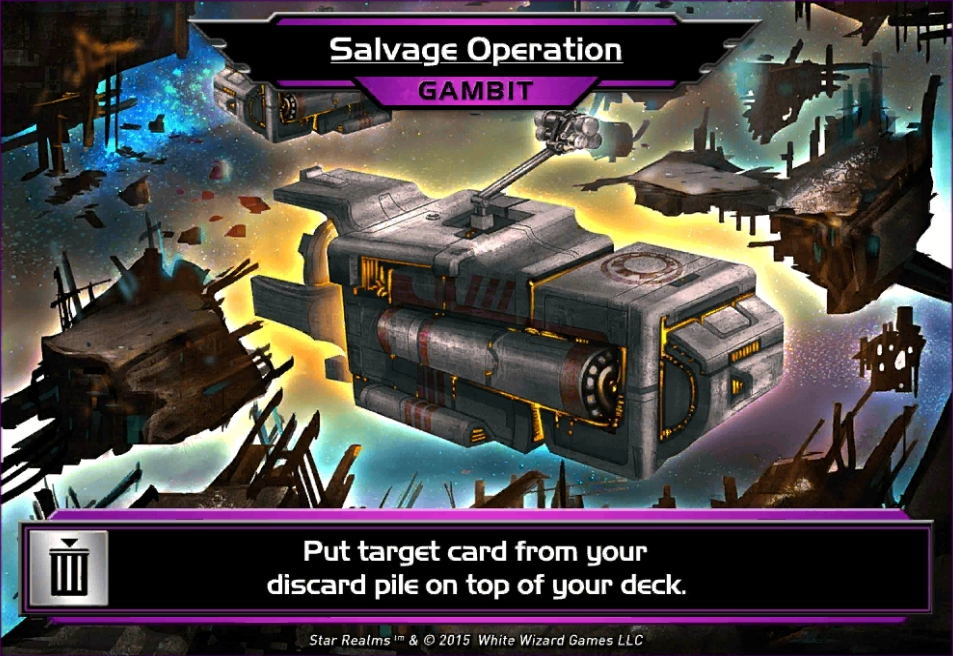 Salvage Operation
GAMBIT
Put target card from your
discard pile on top of your deck.
Star Realms™ & © 2015 White Wizard Games LLC